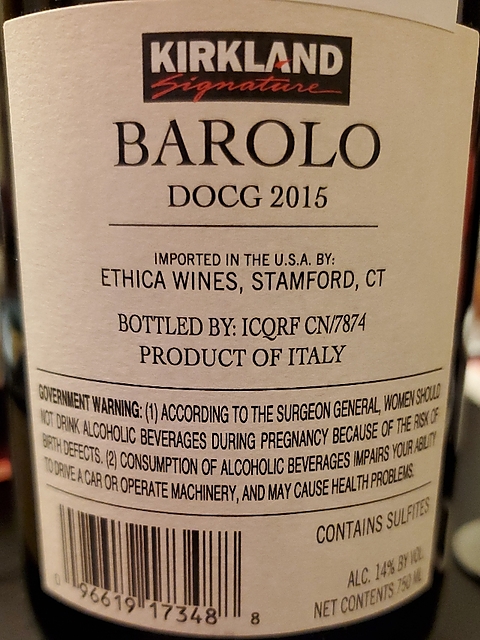 KIRKLAND
Signature
BAROLO
DOCG 2015
IMPORTED IN THE U.S.A. BY:
ETHICA WINES, STAMFORD, CT
BOTTLED BY: ICQRF CN/7874
PRODUCT OF ITALY
GOVERNMENT WARNING: (1) ACCORDING TO THE SURGEON GENERAL, WOMEN SHOULD
NOT DRINK ALCOHOLIC BEVERAGES DURING PREGNANCY BECAUSE OF THE RISK OF
BIRTH DEFECTS. (2) CONSUMPTION OF ALCOHOLIC BEVERAGES IMPAIRS YOUR ABILITY
TO DRIVE A CAR OR OPERATE MACHINERY, AND MAY CAUSE HEALTH PROBLEMS.
CONTAINS SULFITES
ALC. 14% BY VOL.
NET CONTENTS 750 ML
0 96619 17348 8